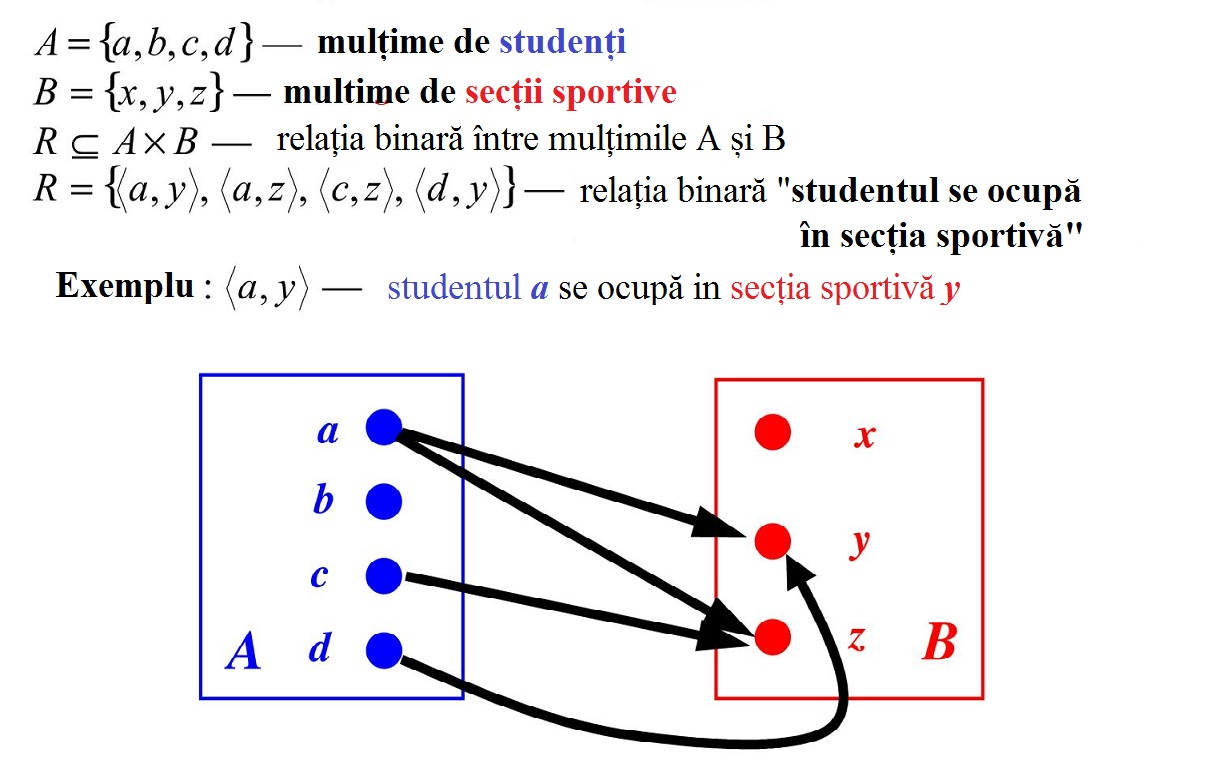 A = {a, b, c, d} — mulțime de studenți
B = {x, y, z} — multime de secții sportive
R ⊆ A × B — relația binară între mulțimile A și B
R = {⟨a, y⟩, ⟨a, z⟩, ⟨c, z⟩, ⟨d, y⟩} — relația binară "studentul se ocupă
în secția sportivă"
Exemplu : ⟨a, y⟩ — studentul a se ocupă in secția sportivă y
a
b
c
d
A
x
y
z
B